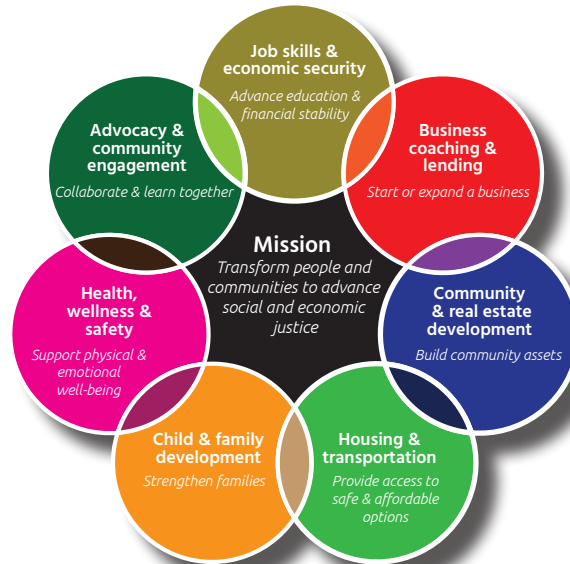 Job skills &
economic security
Advance education &
financial stability
Business
coaching &
lending
Start or expand a business
Community
& real estate
development
Build community assets
Housing &
transportation
Provide access to
safe & affordable
options
Child & family
development
Strengthen families
Health,
wellness &
safety
Support physical &
emotional
well-being
Advocacy &
community
engagement
Collaborate & learn together
Mission
Transform people and
communities to advance
social and economic
justice